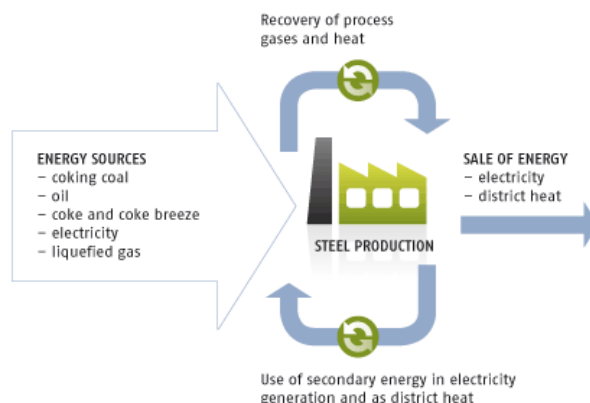 Recovery of process
gases and heat
ENERGY SOURCES
– coking coal
– oil
– coke and coke breeze
– electricity
– liquefied gas
STEEL PRODUCTION
SALE OF ENERGY
– electricity
– district heat
Use of secondary energy in electricity
generation and as district heat